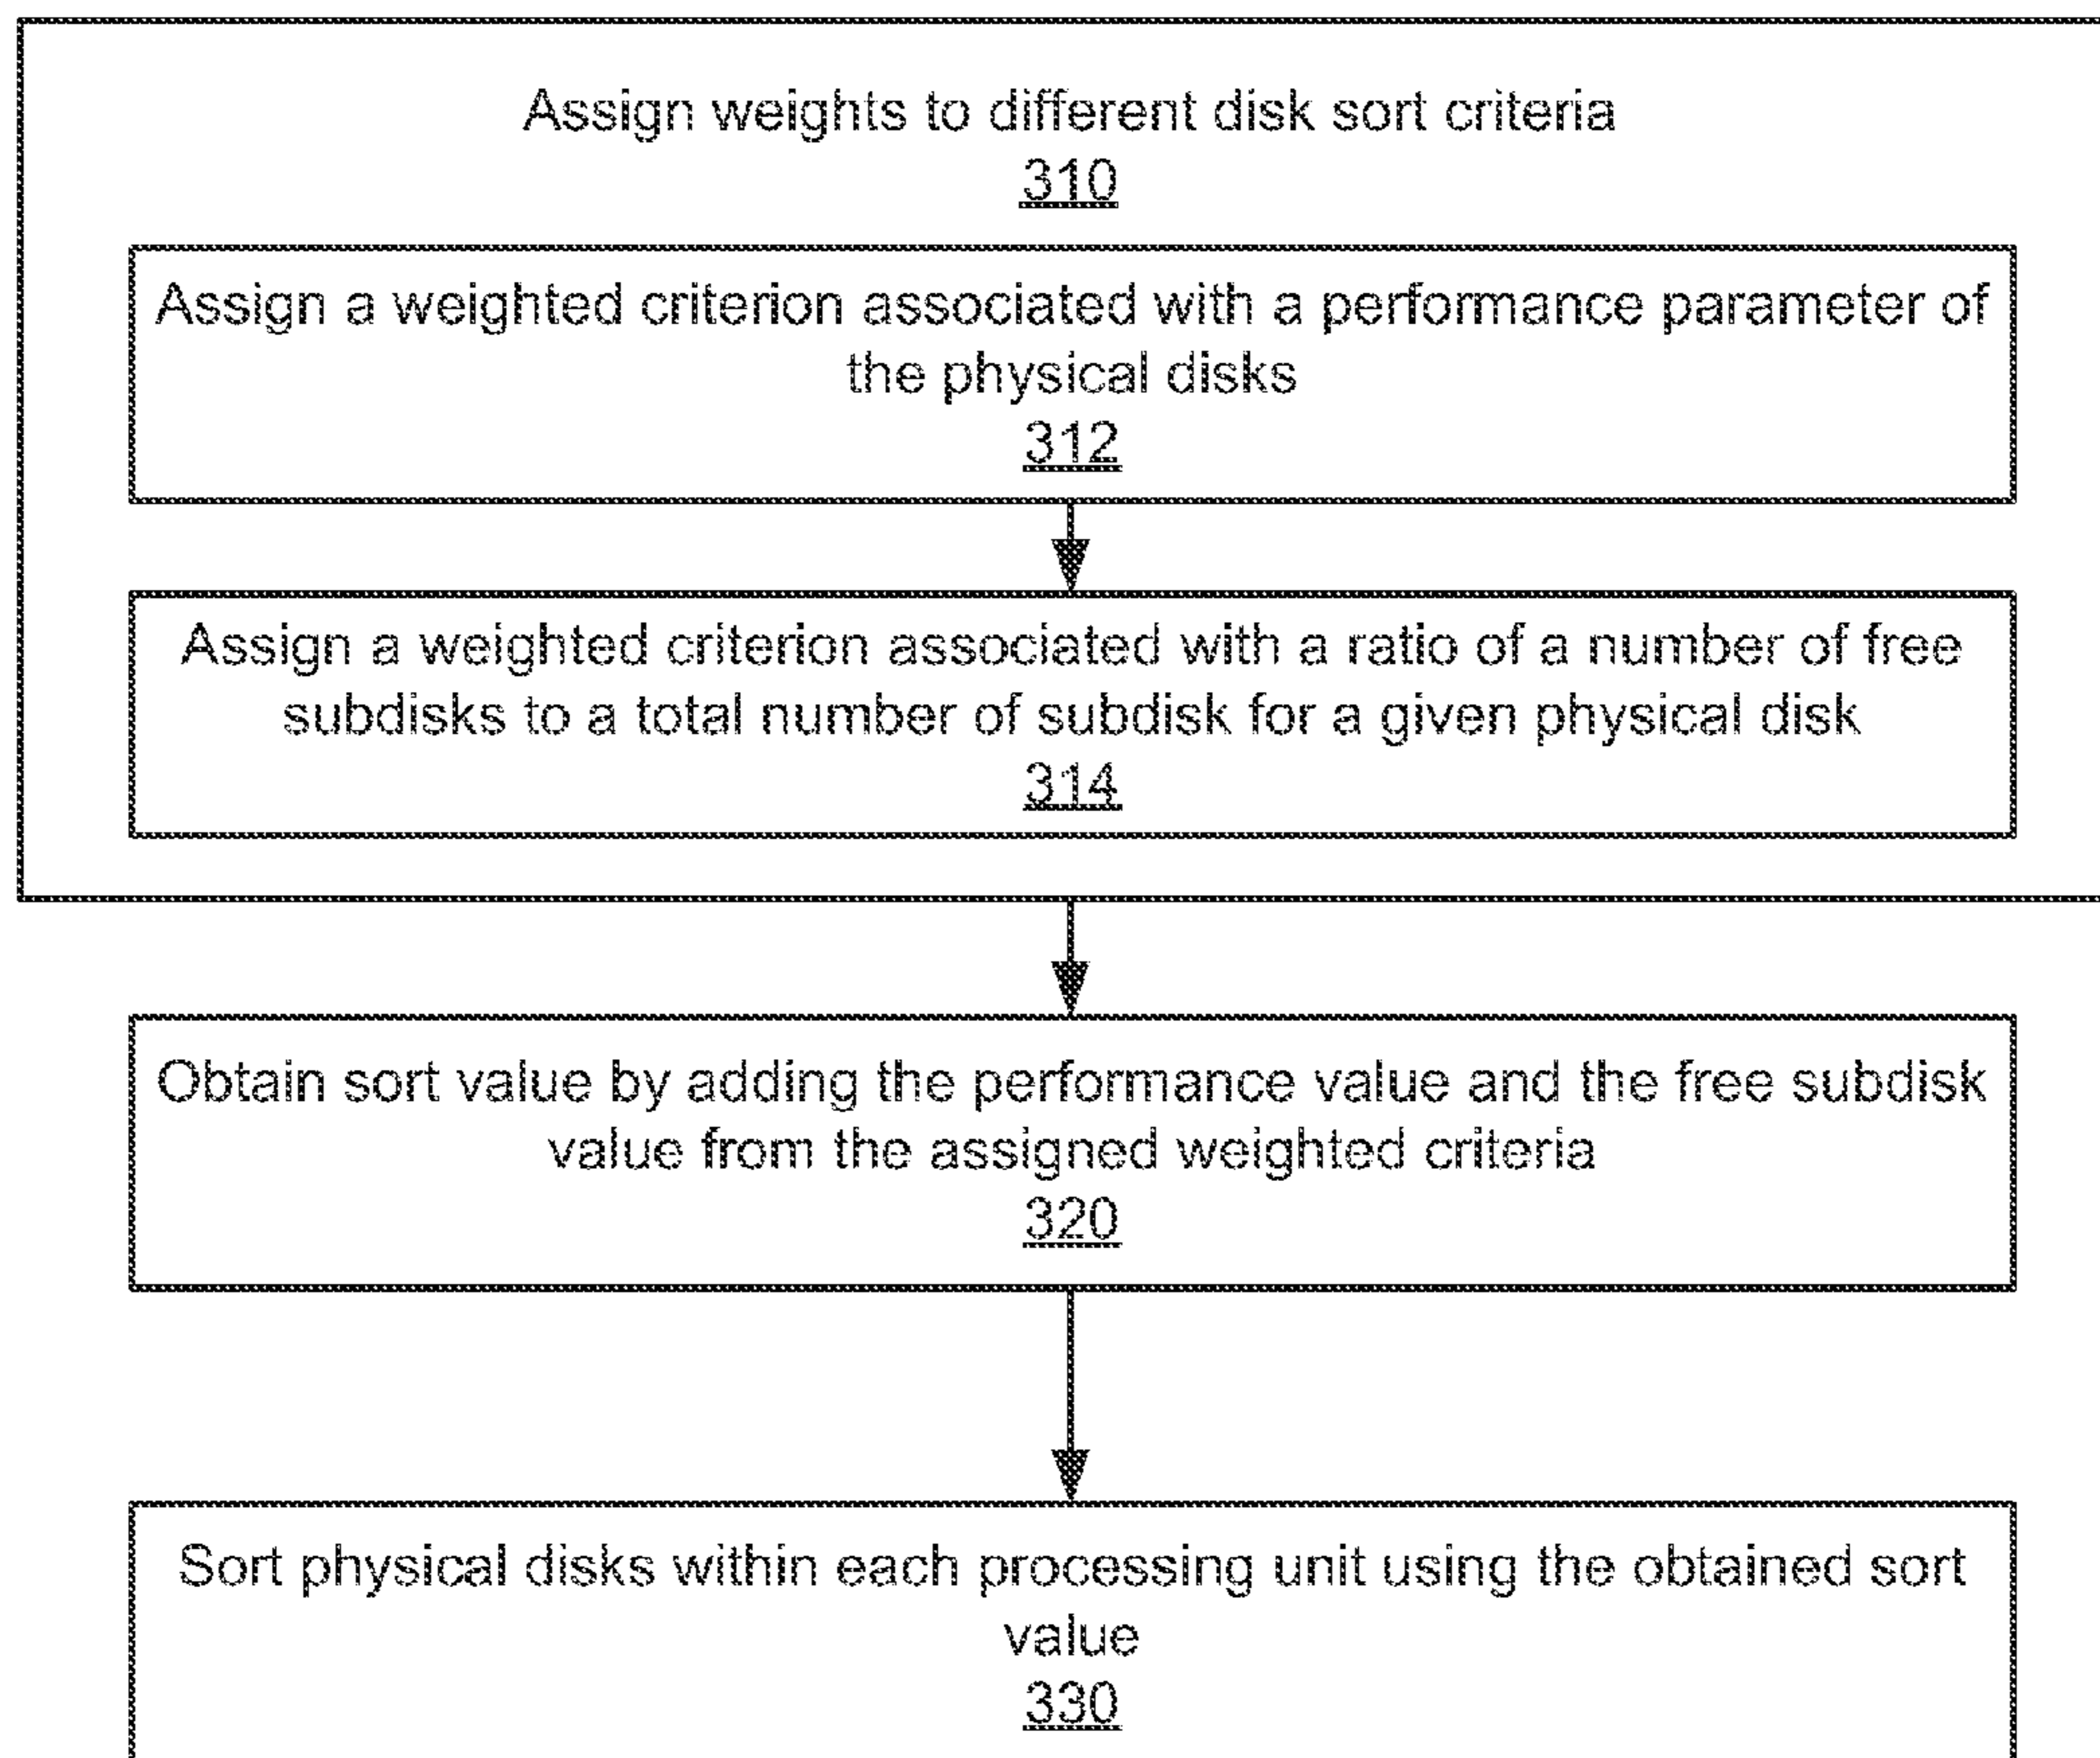 Assign weights to different disk sort criteria
310
Assign a weighted criterion associated with a performance parameter of
the physical disks
312
Assign a weighted criterion associated with a ratio of a number of free
subdisks to a total number of subdisk for a given physical disk
314
Obtain sort value by adding the performance value and the free subdisk
value from the assigned weighted criteria
320
Sort physical disks within each processing unit using the obtained sort
value
330